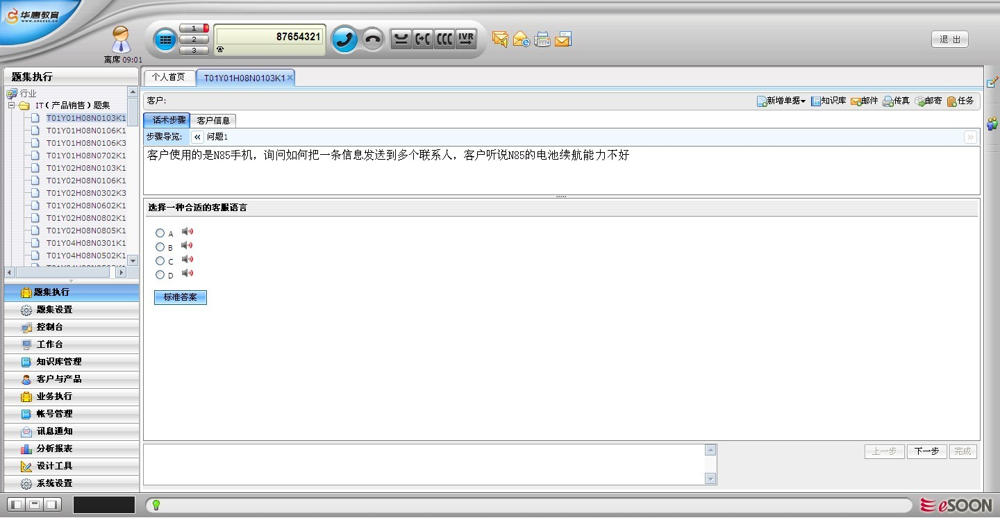 华唐教育
www.cnccss.cn
离席 09:01
1
2
3
87654321
IVR
退 出
题集执行
个人首页
T01Y01H08N0103K1
行业
IT（产品销售）题集
T01Y01H08N0103K1
T01Y01H08N0106K1
T01Y01H08N0106K3
T01Y01H08N0702K1
T01Y02H08N0103K1
T01Y02H08N0106K1
T01Y02H08N0302K3
T01Y02H08N0602K1
T01Y02H08N0802K1
T01Y02H08N0805K1
T01Y04H08N0301K1
T01Y04H08N0502K1
客户:
新增单据
知识库
邮件
传真
邮寄
任务
话术步骤
客户信息
步骤导览:
问题1
客户使用的是N85手机，询问如何把一条信息发送到多个联系人，客户听说N85的电池续航能力不好
选择一种合适的客服语言
A
B
C
D
标准答案
题集执行
题集设置
控制台
工作台
知识库管理
客户与产品
业务执行
帐号管理
讯息通知
分析报表
设计工具
系统设置
上一步
下一步
完成
eSOON